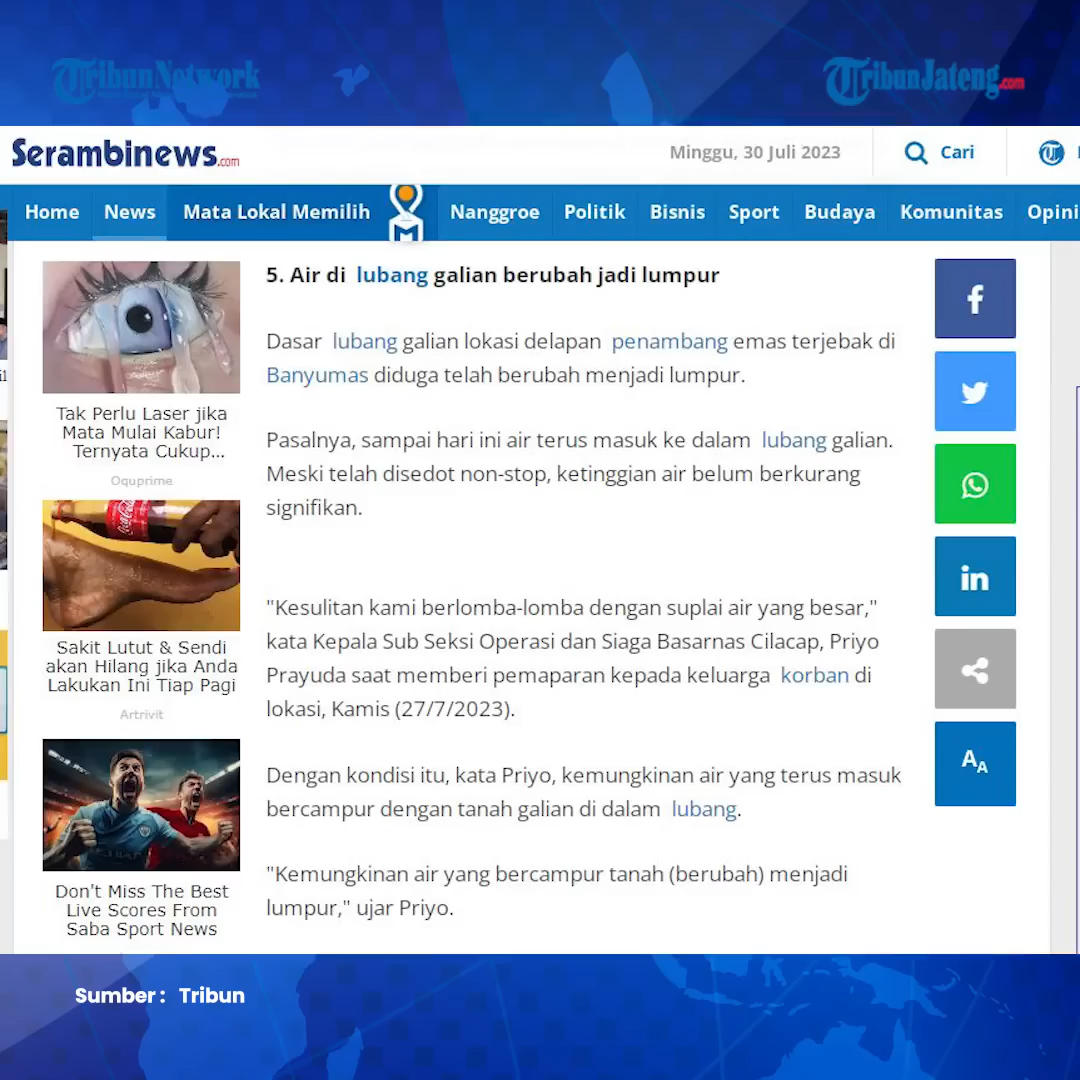 TribunNetwork
TribunJateng.com
Serambinews.com
Minggu, 30 Juli 2023
Cari
Home
News
Mata Lokal Memilih
Nanggroe
Politik
Bisnis
Sport
Budaya
Komunitas
Opini
5. Air di lubang galian berubah jadi lumpur
Dasar lubang galian lokasi delapan penambang emas terjebak di
Banyumas diduga telah berubah menjadi lumpur.
Pasalnya, sampai hari ini air terus masuk ke dalam lubang galian.
Meski telah disedot non-stop, ketinggian air belum berkurang
signifikan.
"Kesulitan kami berlomba-lomba dengan suplai air yang besar,"
kata Kepala Sub Seksi Operasi dan Siaga Basarnas Cilacap, Priyo
Prayuda saat memberi pemaparan kepada keluarga korban di
lokasi, Kamis (27/7/2023).
Dengan kondisi itu, kata Priyo, kemungkinan air yang terus masuk
bercampur dengan tanah galian di dalam lubang.
"Kemungkinan air yang bercampur tanah (berubah) menjadi
lumpur," ujar Priyo.
Tak Perlu Laser jika
Mata Mulai Kabur!
Ternyata Cukup...
Oquprime
Coca-Cola
Sakit Lutut & Sendi
akan Hilang jika Anda
Lakukan Ini Tiap Pagi
Artrivit
Don't Miss The Best
Live Scores From
Saba Sport News
f
in
AA
Sumber : Tribun